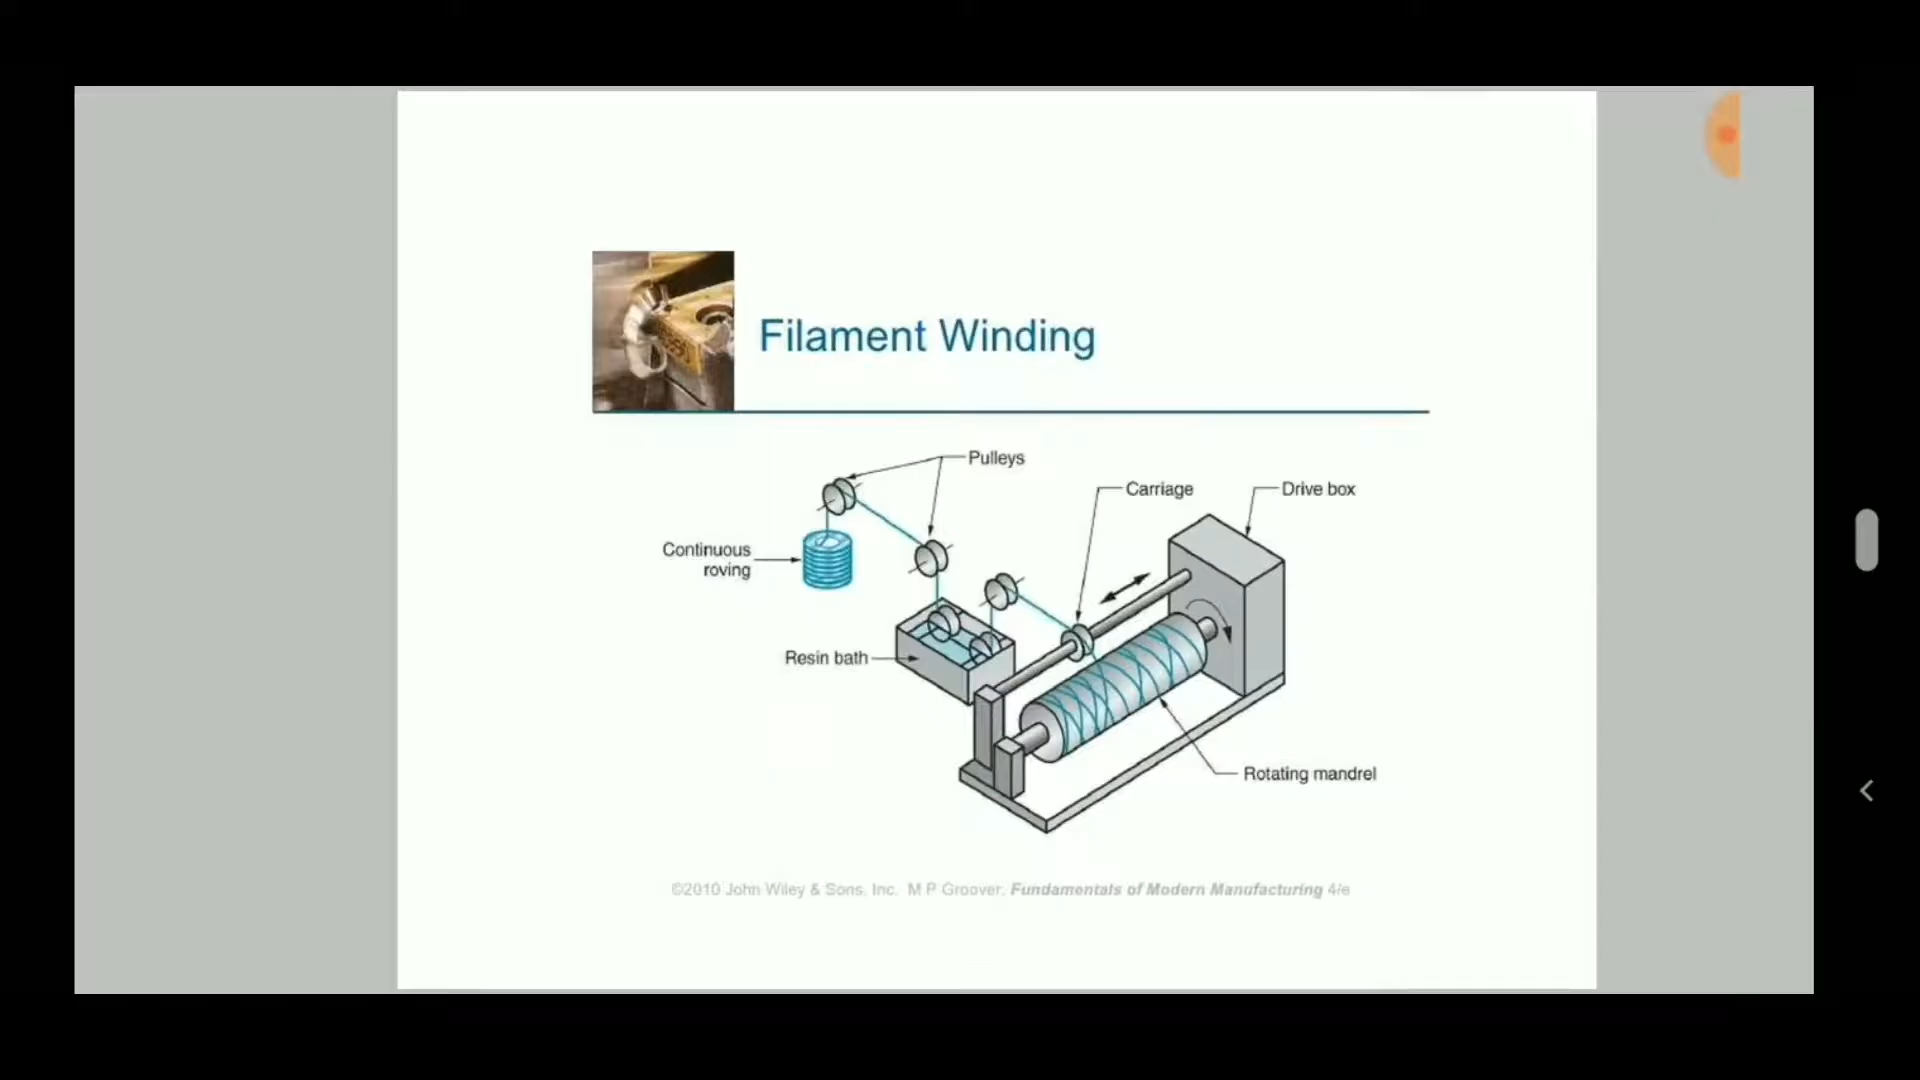 Filament Winding
Pulleys
Carriage
Drive box
Continuous
roving
Resin bath
Rotating mandrel
©2010 John Wiley & Sons, Inc. M P Groover, Fundamentals of Modern Manufacturing 4/e